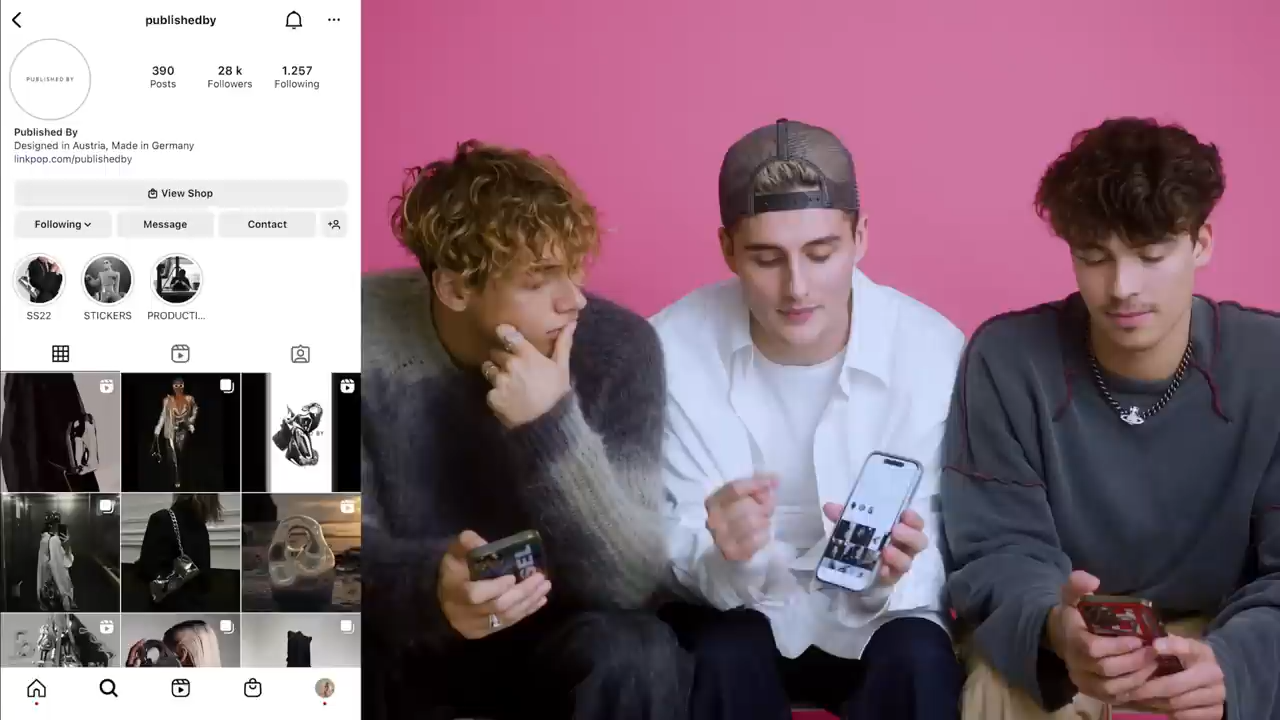 publishedby
PUBLISHED BY
390
28 k
1.257
Posts
Followers
Following
Published By
Designed in Austria, Made in Germany
linkpop.com/publishedby
View Shop
Following
Message
Contact
SS22
STICKERS
PRODUCTI...
BY